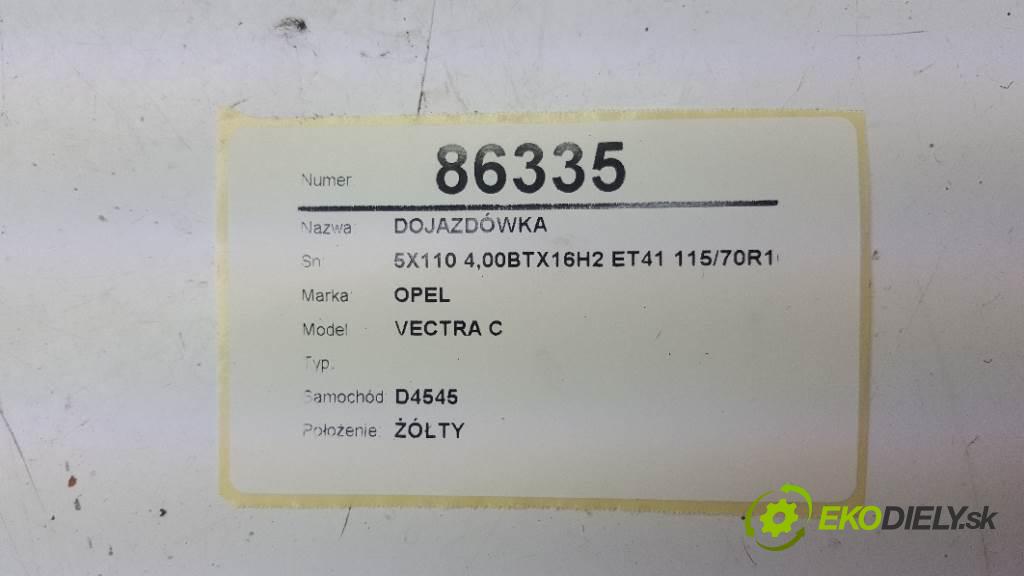 Numer: 86335
Nazwa: DOJAZDÓWKA
Sn: 5X110 4,00BTX16H2 ET41 115/70R1
Marka: OPEL
Model: VECTRA C
Typ:
Samochód: D4545
Położenie: ŻÓŁTY
EKODIELY.sk